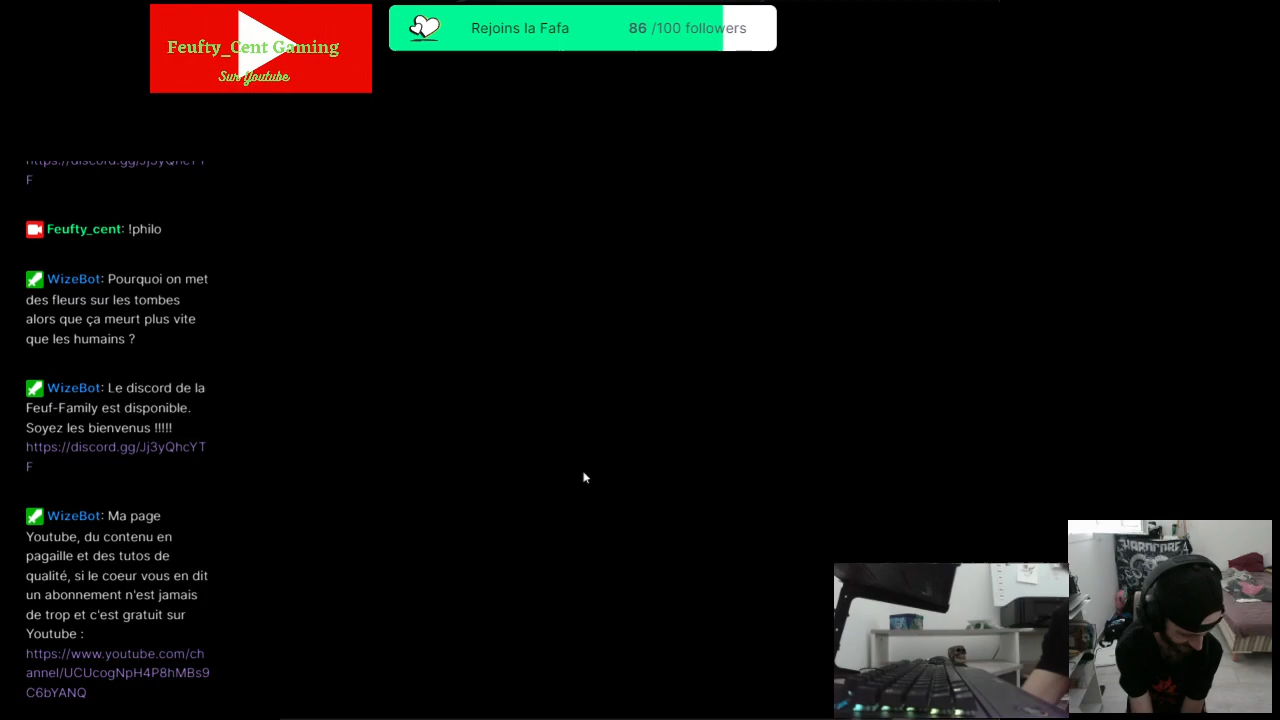 Feufty_Cent Gaming
Sur Youtube
Rejoins la Fafa 86 /100 followers
F
Feufty_cent: !philo
WizeBot: Pourquoi on met
des fleurs sur les tombes
alors que ça meurt plus vite
que les humains ?
WizeBot: Le discord de la
Feuf-Family est disponible.
Soyez les bienvenus !!!!!
https://discord.gg/Jj3yQhcYT
F
WizeBot: Ma page
Youtube, du contenu en
pagaille et des tutos de
qualité, si le coeur vous en dit
un abonnement n'est jamais
de trop et c'est gratuit sur
Youtube :
https://www.youtube.com/ch
annel/UCUcogNpH4P8hMBs9
C6bYANQ
HARDCORE